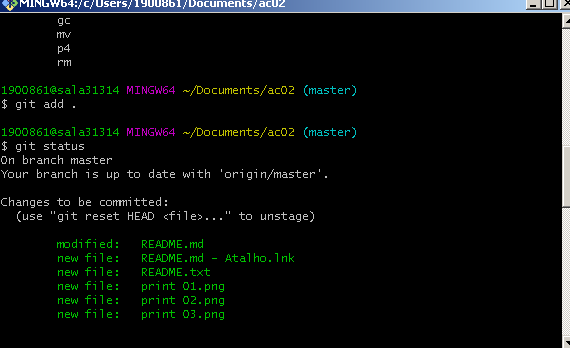 MINGW64:/c/Users/1900861/Documents/ac02
gc
mv
p4
rm
1900861@sala31314 MINGW64 ~/Documents/ac02 (master)
$ git add .
1900861@sala31314 MINGW64 ~/Documents/ac02 (master)
$ git status
On branch master
Your branch is up to date with 'origin/master'.
Changes to be committed:
(use "git reset HEAD <file>..." to unstage)
modified: README.md
new file: README.md - Atalho.lnk
new file: README.txt
new file: print 01.png
new file: print 02.png
new file: print 03.png